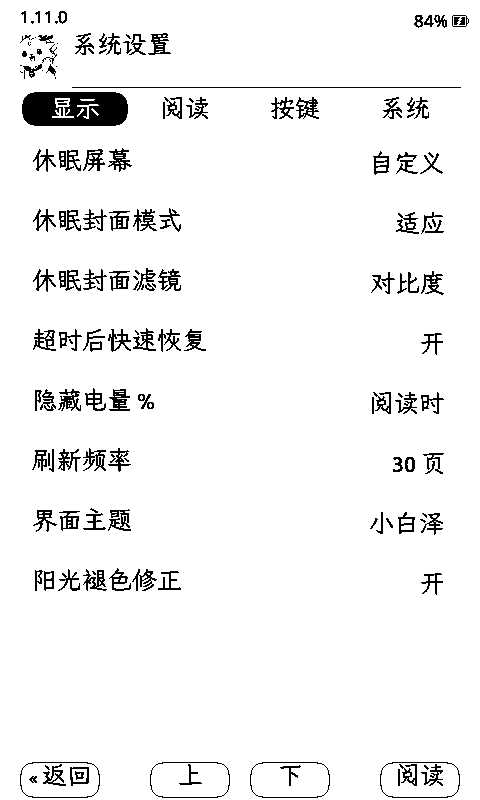 1.11.0 84%
系统设置
显示 阅读 按键 系统
休眠屏幕 自定义
休眠封面模式 适应
休眠封面滤镜 对比度
超时后快速恢复 开
隐藏电量 % 阅读时
刷新频率 30 页
界面主题 小白泽
阳光褪色修正 开
« 返回 上 下 阅读